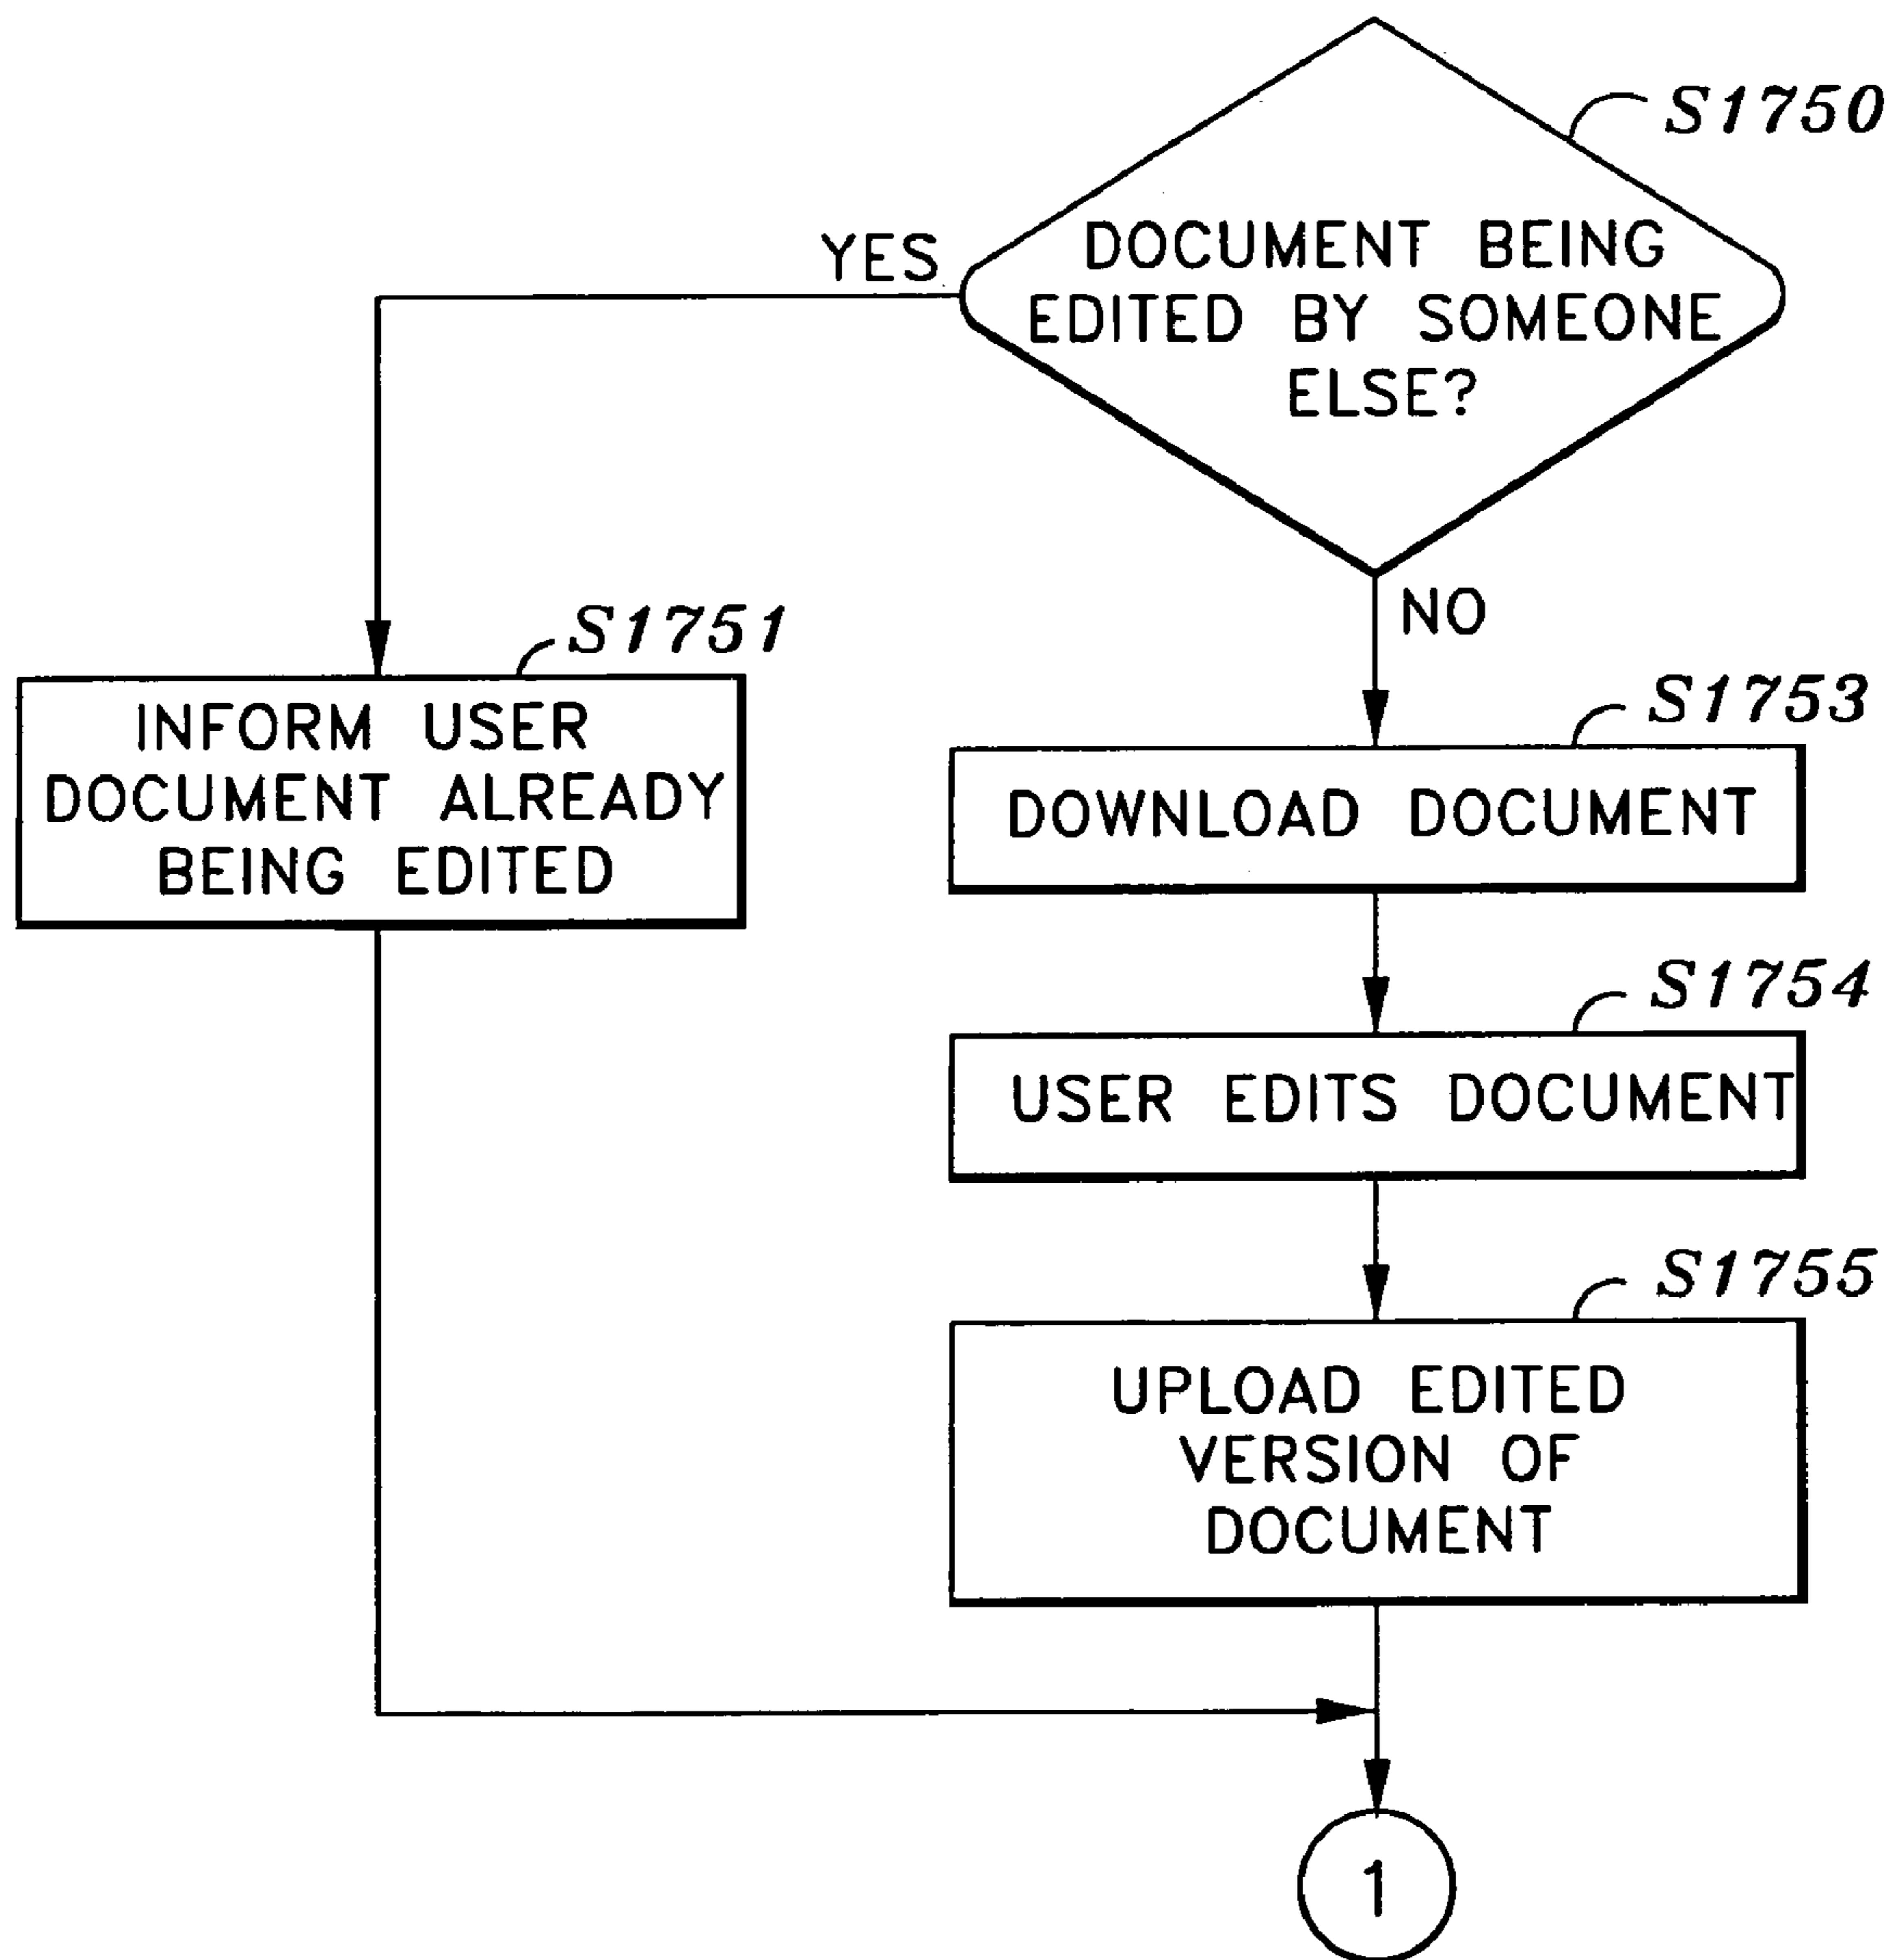 S1750
DOCUMENT BEING
EDITED BY SOMEONE
ELSE?
YES
NO
S1751
INFORM USER
DOCUMENT ALREADY
BEING EDITED
S1753
DOWNLOAD DOCUMENT
S1754
USER EDITS DOCUMENT
S1755
UPLOAD EDITED
VERSION OF
DOCUMENT
1